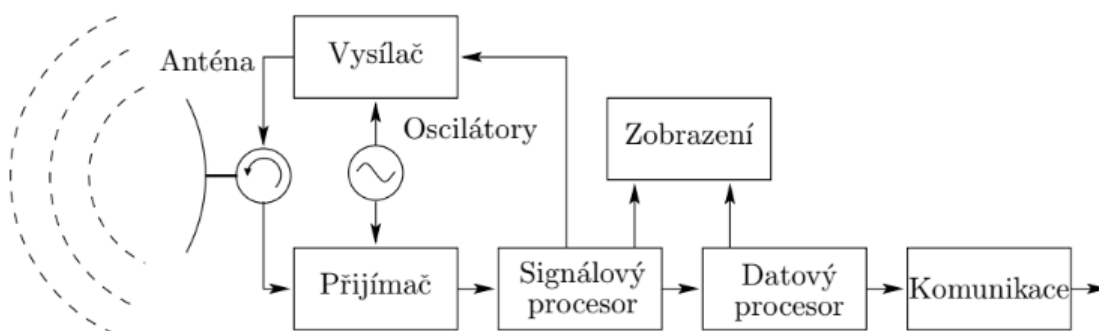 Anténa
Vysílač
Oscilátory
Zobrazení
Přijímač
Signálový
procesor
Datový
procesor
Komunikace